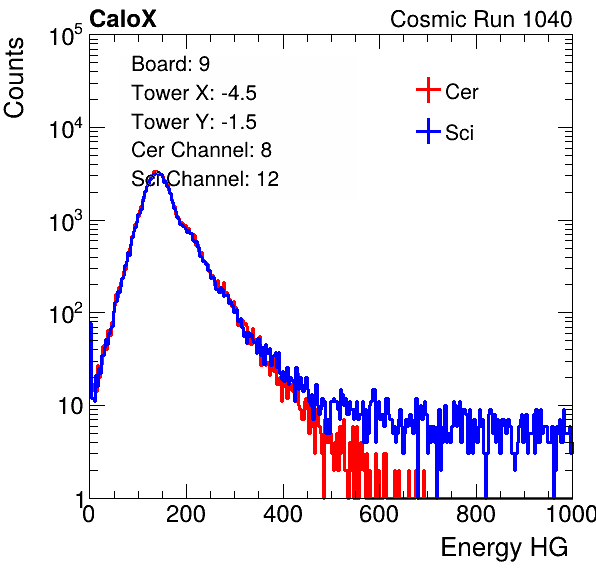 CaloX
Cosmic Run 1040
Counts
Board: 9
Tower X: -4.5
Tower Y: -1.5
Cer Channel: 8
Sci Channel: 12
Cer
Sci
10^5
10^4
10^3
10^2
10
1
0 200 400 600 800 1000
Energy HG